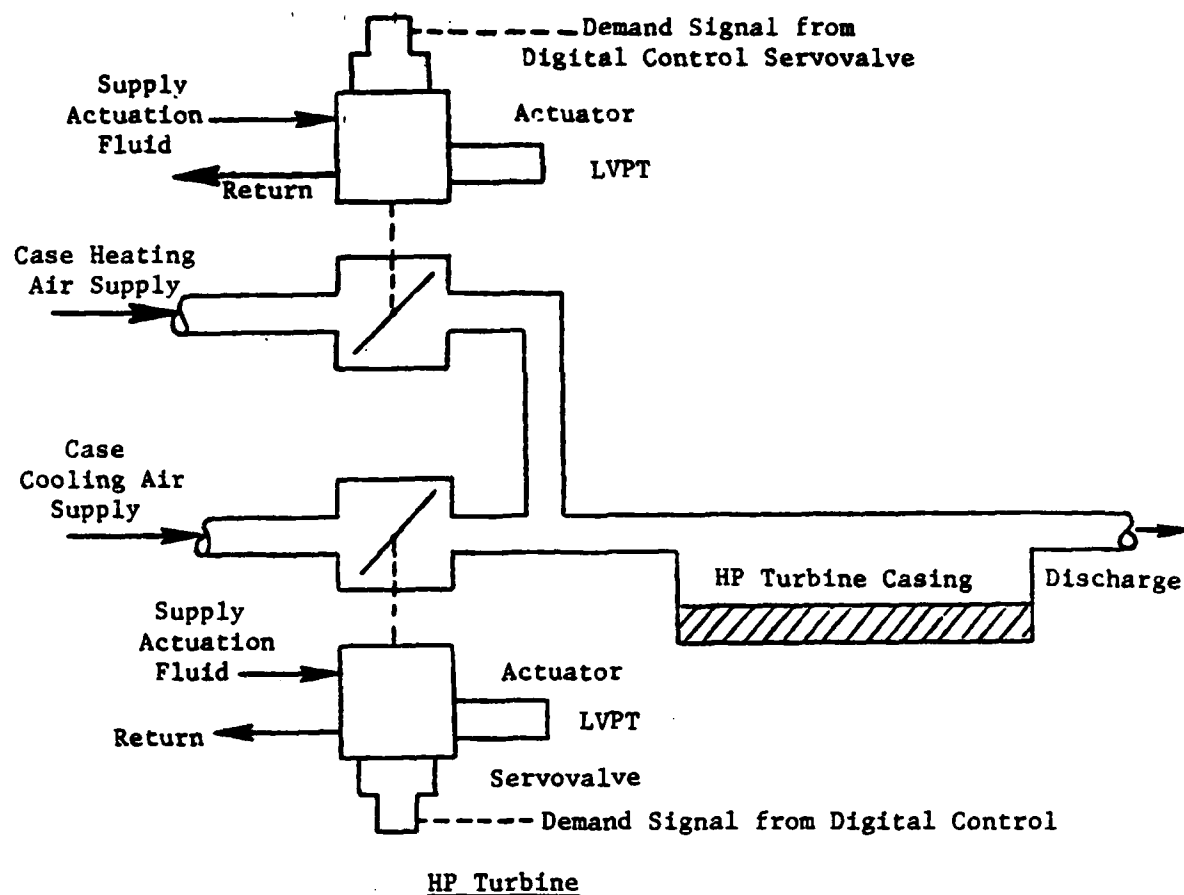 Demand Signal from
Digital Control Servovalve
Supply
Actuation
Fluid
Actuator
LVPT
Return
Case Heating
Air Supply
Case
Cooling Air
Supply
HP Turbine Casing
Discharge
Supply
Actuation
Fluid
Actuator
LVPT
Return
Servovalve
Demand Signal from Digital Control
HP Turbine